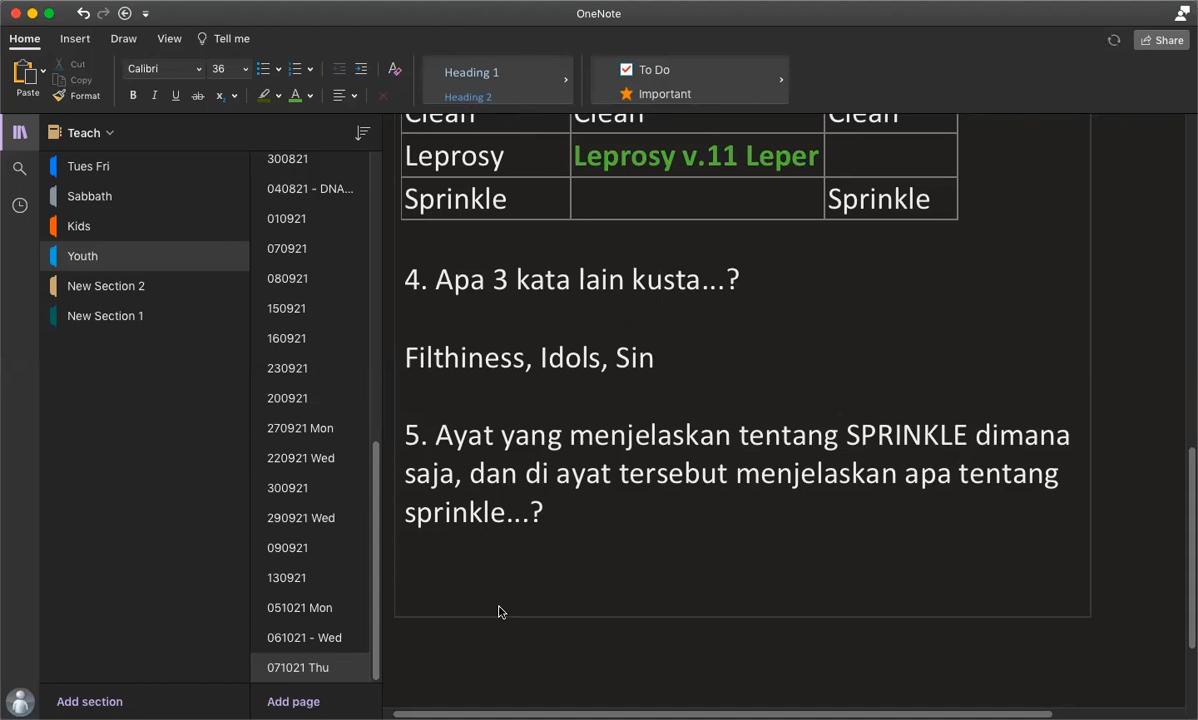 OneNote
Home Insert Draw View Tell me
Share
Paste
Cut
Copy
Format
Calibri 36
Heading 1
Heading 2
To Do
Important
Teach
Tues Fri
Sabbath
Kids
Youth
New Section 2
New Section 1
Add section
300821
040821 - DNA...
010921
070921
080921
150921
160921
230921
200921
270921 Mon
220921 Wed
300921
290921 Wed
090921
130921
051021 Mon
061021 - Wed
071021 Thu
Add page
Clean Clean Clean
Leprosy Leprosy v.11 Leper
Sprinkle Sprinkle
4. Apa 3 kata lain kusta...?
Filthiness, Idols, Sin
5. Ayat yang menjelaskan tentang SPRINKLE dimana
saja, dan di ayat tersebut menjelaskan apa tentang
sprinkle...?